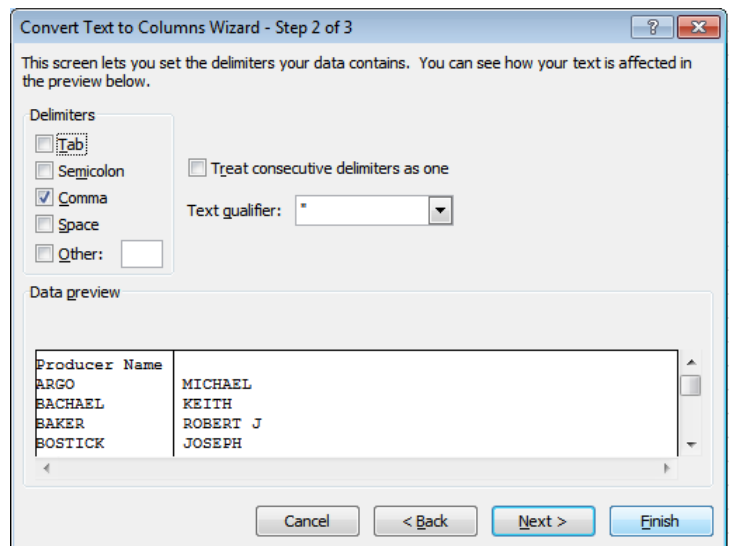 Convert Text to Columns Wizard - Step 2 of 3
This screen lets you set the delimiters your data contains. You can see how your text is affected in
the preview below.
Delimiters
Tab
Semicolon
Comma
Space
Other:
Treat consecutive delimiters as one
Text qualifier: "
Data preview
Producer Name
ARGO MICHAEL
BACHAEL KEITH
BAKER ROBERT J
BOSTICK JOSEPH
Cancel < Back Next > Finish